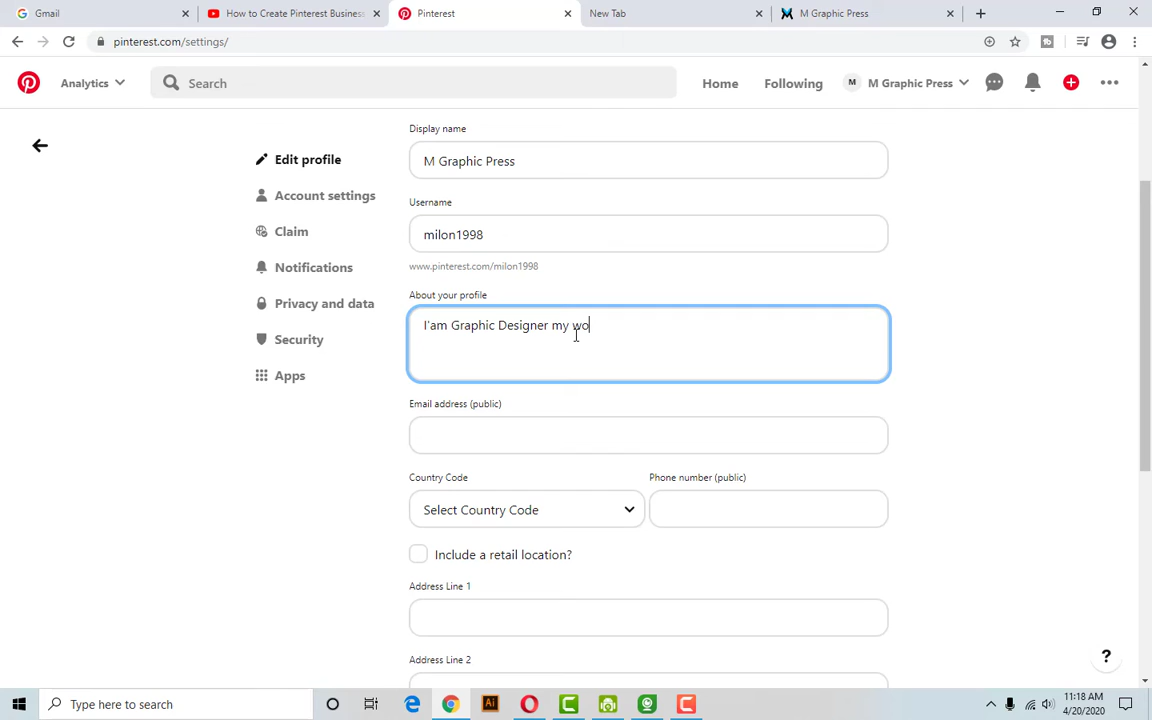 Gmail
How to Create Pinterest Business
Pinterest
New Tab
M Graphic Press
pinterest.com/settings/
Analytics
Search
Home
Following
M
M Graphic Press
Edit profile
Account settings
Claim
Notifications
Privacy and data
Security
Apps
Display name
M Graphic Press
Username
milon1998
www.pinterest.com/milon1998
About your profile
I'am Graphic Designer my wo
Email address (public)
Country Code
Phone number (public)
Select Country Code
Include a retail location?
Address Line 1
Address Line 2
?
Type here to search
Ai
11:18 AM
4/20/2020